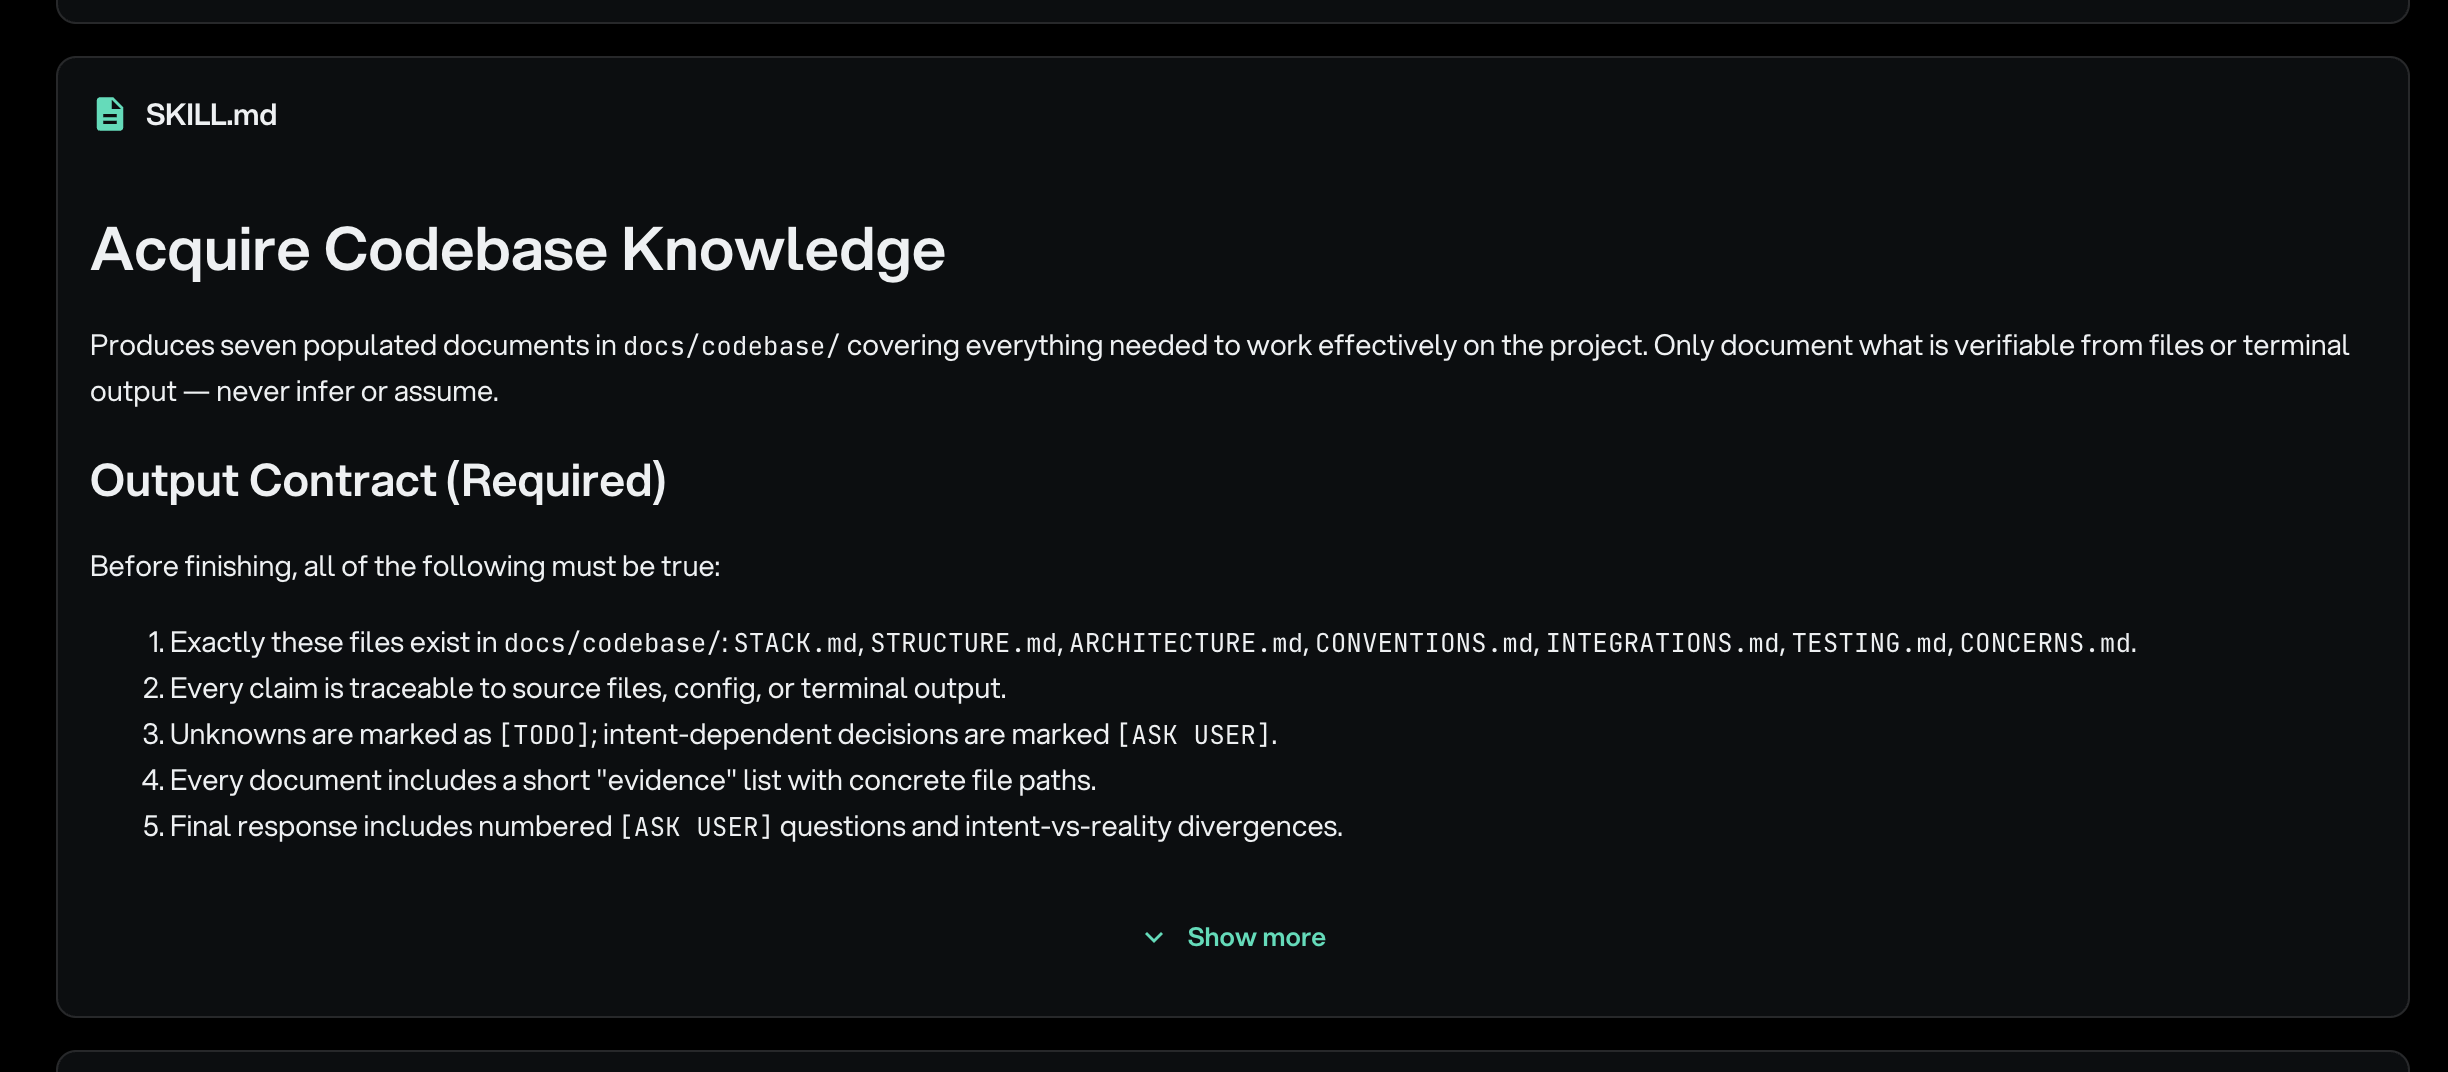 SKILL.md
Acquire Codebase Knowledge
Produces seven populated documents in docs/codebase/ covering everything needed to work effectively on the project. Only document what is verifiable from files or terminal
output — never infer or assume.
Output Contract (Required)
Before finishing, all of the following must be true:
1. Exactly these files exist in docs/codebase/: STACK.md, STRUCTURE.md, ARCHITECTURE.md, CONVENTIONS.md, INTEGRATIONS.md, TESTING.md, CONCERNS.md.
2. Every claim is traceable to source files, config, or terminal output.
3. Unknowns are marked as [TODO]; intent-dependent decisions are marked [ASK USER].
4. Every document includes a short "evidence" list with concrete file paths.
5. Final response includes numbered [ASK USER] questions and intent-vs-reality divergences.
Show more